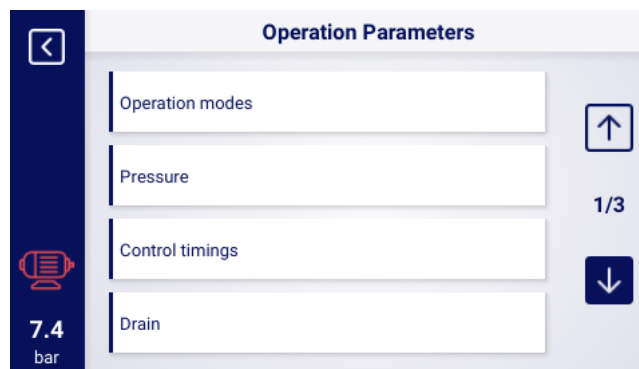 Operation Parameters
Operation modes
Pressure
1/3
Control timings
Drain
7.4
bar